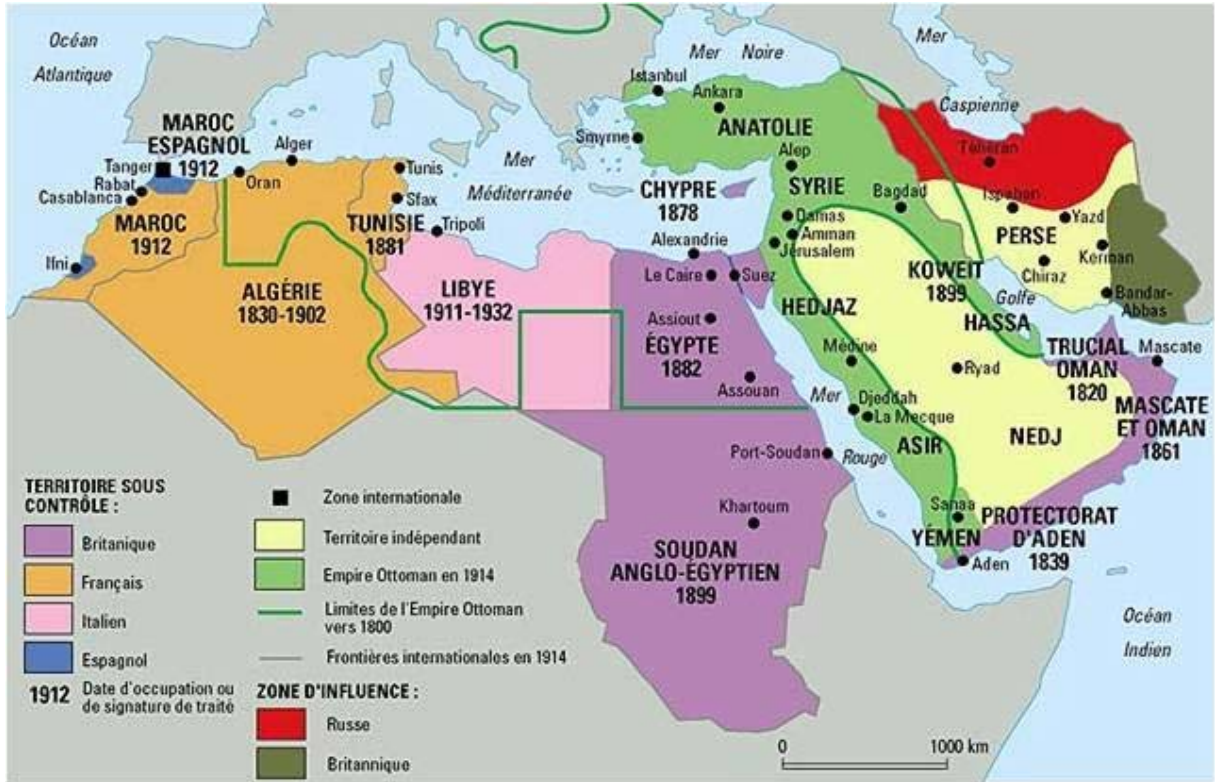 Océan
Atlantique
Mer Noire
Mer
Caspienne
Istanbul
Ankara
ANATOLIE
Smyrne
MAROC
ESPAGNOL
1912
Tanger
Rabat
Casablanca
Alger
Oran
Tunis
Sfax
Mer
Méditerranée
Alep
SYRIE
CHYPRE
1878
Bagdad
Téhéran
Ispahan
Yazd
PERSE
Kerman
Chiraz
Bandar-
Abbas
MAROC
1912
TUNISIE
1881
Tripoli
Damas
Amman
Jérusalem
Alexandrie
Le Caire
Suez
Ifni
ALGÉRIE
1830-1902
LIBYE
1911-1932
Assiout
ÉGYPTE
1882
Assouan
HEDJAZ
KOWEIT
1899
Golfe
HASSA
Médine
Ryad
TRUCIAL
OMAN
1820
Mascate
MASCATE
ET OMAN
1861
Mer
Rouge
Djeddah
La Mecque
ASIR
NEDJ
Port-Soudan
Khartoum
SOUDAN
ANGLO-ÉGYPTIEN
1899
Sanaa
YÉMEN
Aden
PROTECTORAT
D'ADEN
1839
Océan
Indien
TERRITOIRE SOUS
CONTRÔLE :
Britanique
Français
Italien
Espagnol
1912 Date d'occupation ou
de signature de traité
Zone internationale
Territoire indépendant
Empire Ottoman en 1914
Limites de l'Empire Ottoman
vers 1800
Frontières internationales en 1914
ZONE D'INFLUENCE :
Russe
Britannique
0 1000 km